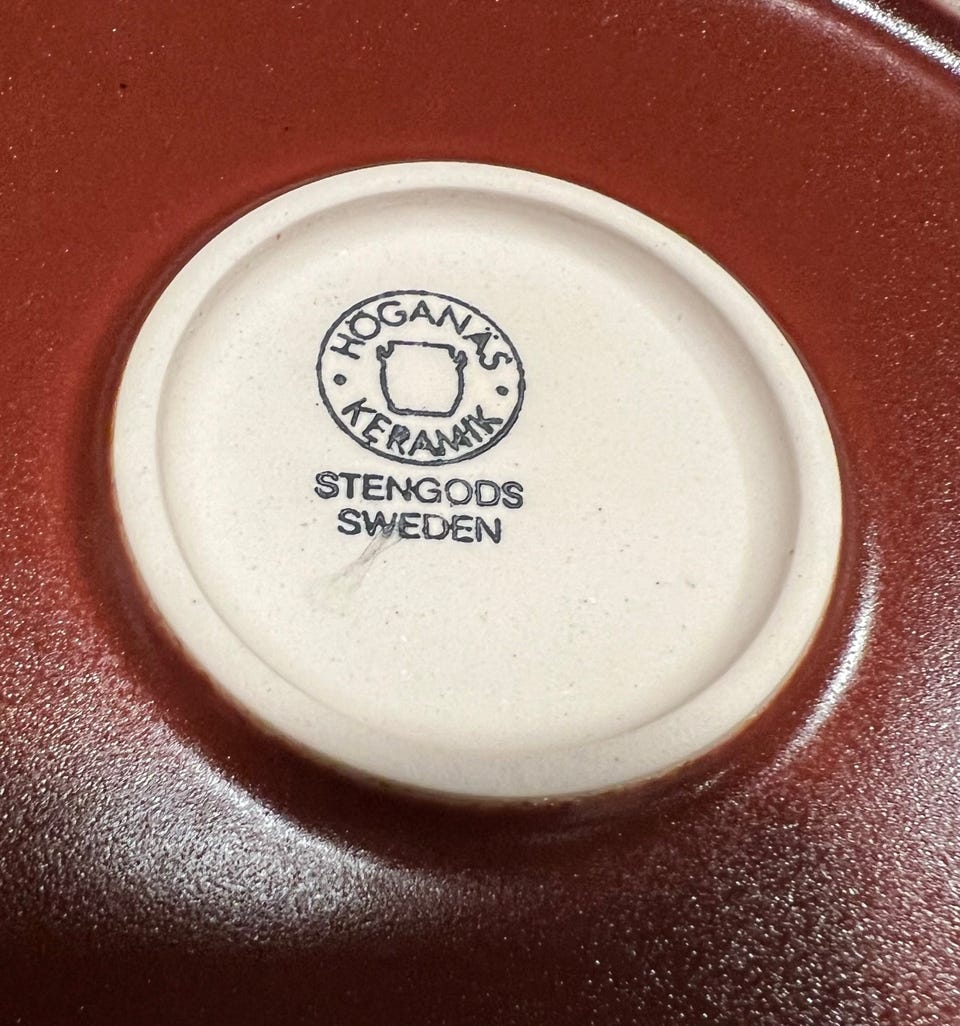 HÖGANÄS
KERAMIK
STENGODS
SWEDEN